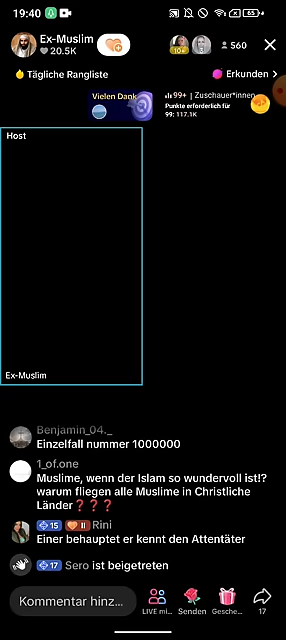 19:40
65
Ex-Muslim
20.5K
10
560
Tägliche Rangliste
Erkunden
Vielen Dank
99+ | Zuschauer*innen
Punkte erforderlich für
99: 117.1K
Host
Ex-Muslim
Benjamin_04._
Einzelfall nummer 1000000
1_of.one
Muslime, wenn der Islam so wundervoll ist!?
warum fliegen alle Muslime in Christliche
Länder❓❓❓
15 II Rini
Einer behauptet er kennt den Attentäter
17 Sero ist beigetreten
Kommentar hinz...
LIVE mi...
Senden
Gesche...
17